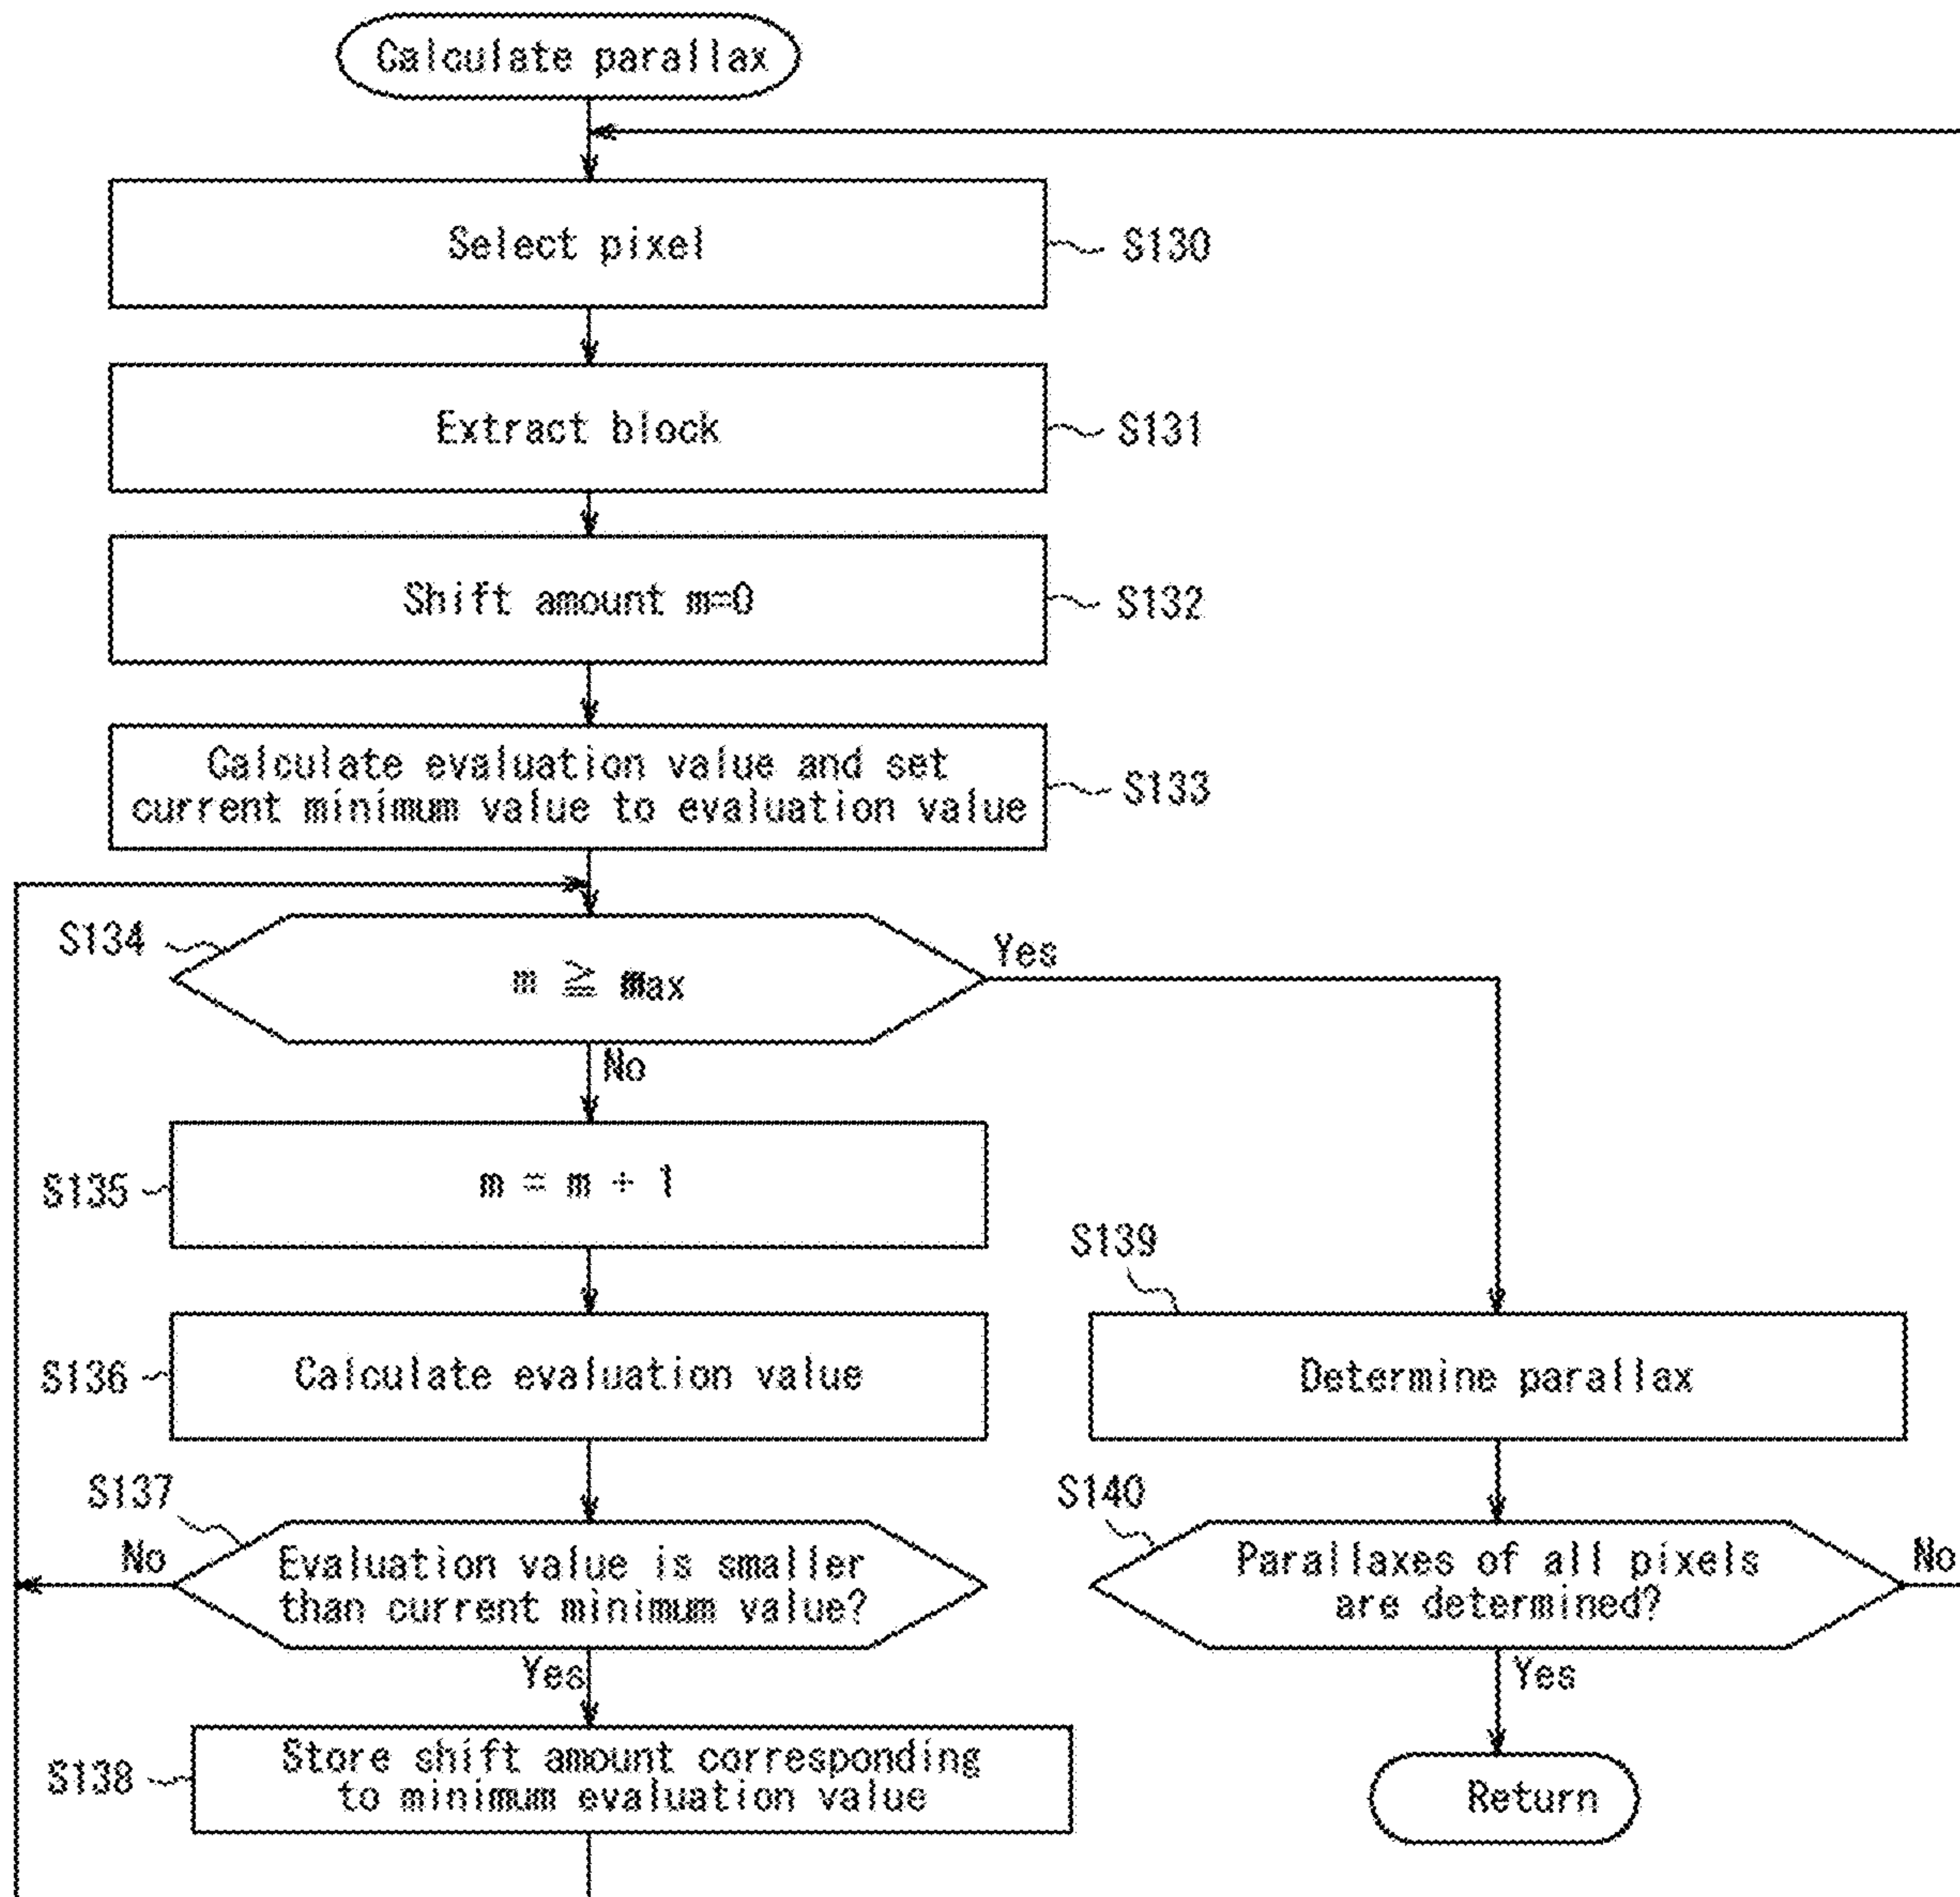 Calculate parallax
Select pixel
S130
Extract block
S131
Shift amount m=0
S132
Calculate evaluation value and set
current minimum value to evaluation value
S133
S134
m ≧ max
Yes
No
S135
m = m + 1
S139
S136
Calculate evaluation value
Determine parallax
S137
S140
No
Evaluation value is smaller
than current minimum value?
Parallaxes of all pixels
are determined?
No
Yes
Yes
S138
Store shift amount corresponding
to minimum evaluation value
Return